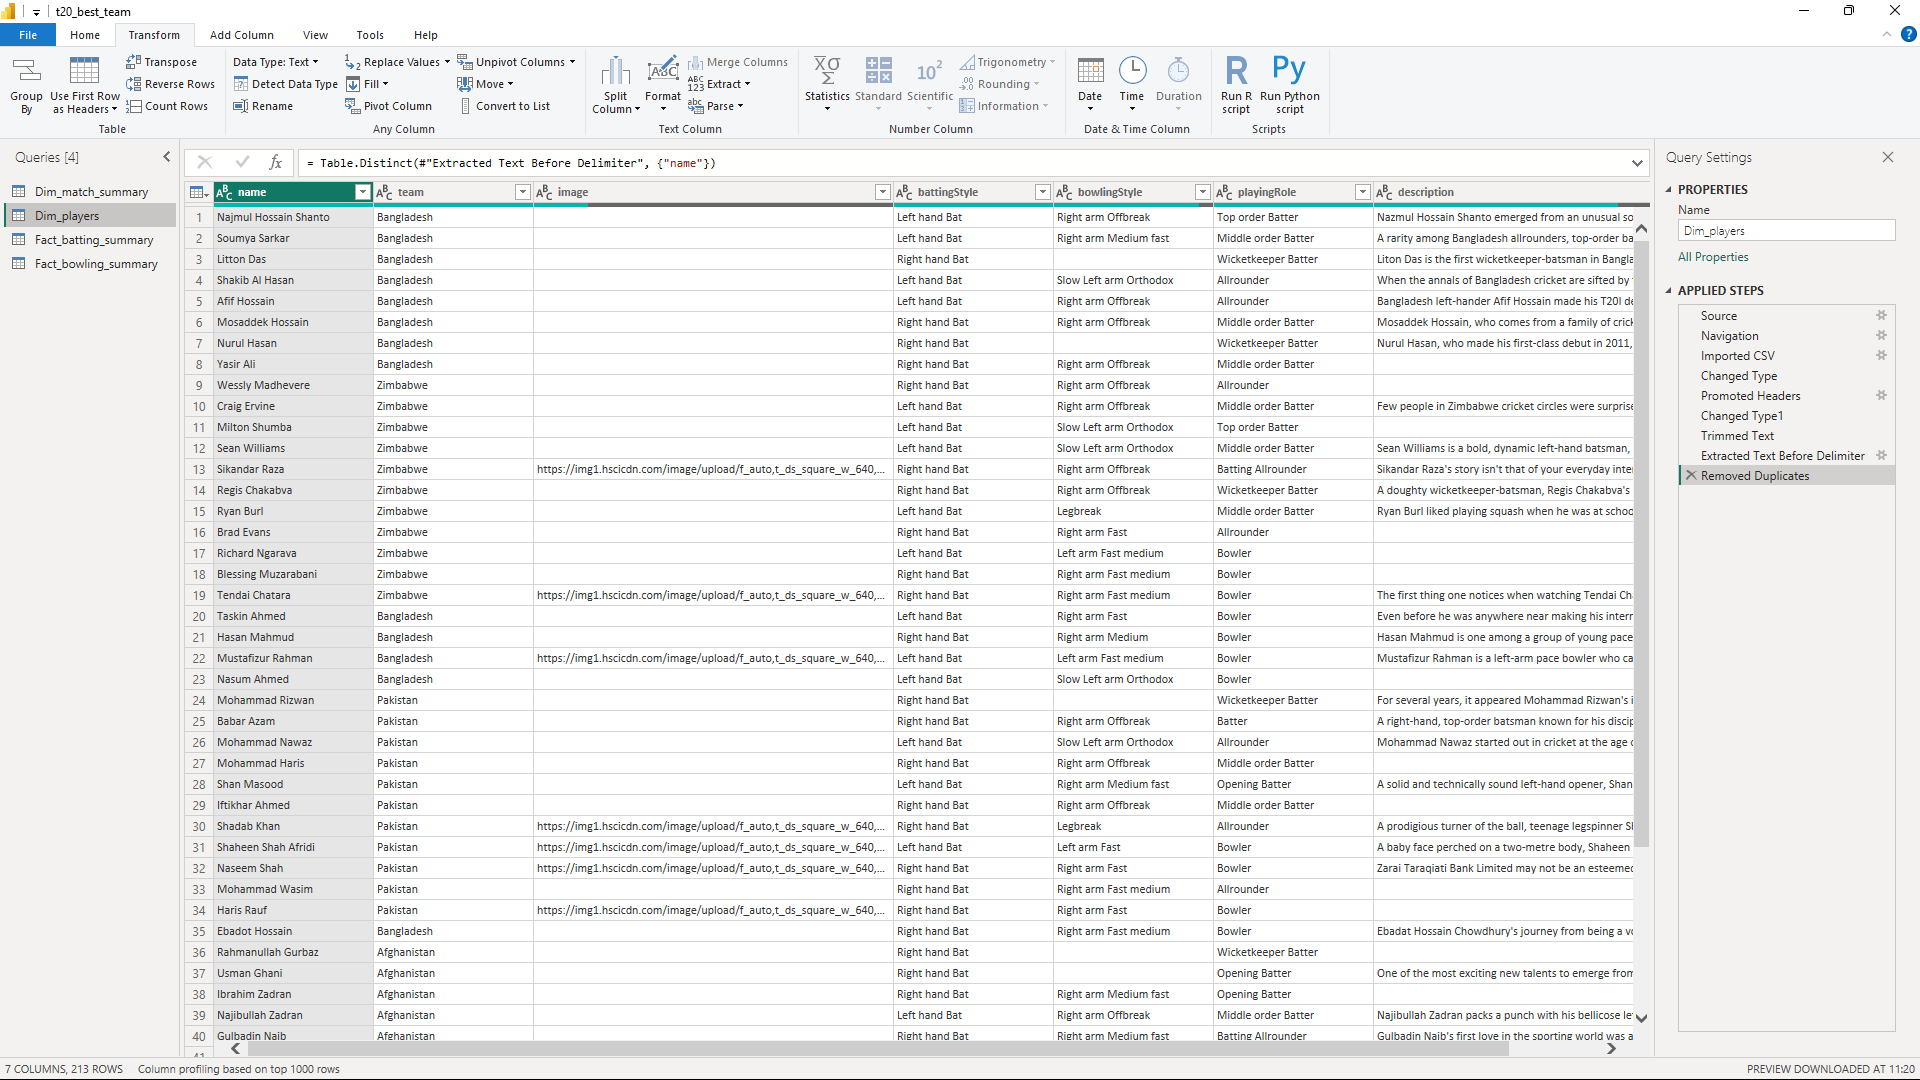 t20_best_team
File Home Transform Add Column View Tools Help
Group By
Use First Row as Headers
Transpose
Reverse Rows
Count Rows
Table
Data Type: Text
Detect Data Type
Rename
Replace Values
Fill
Pivot Column
Unpivot Columns
Move
Convert to List
Any Column
Split Column
Format
Merge Columns
Extract
Parse
Text Column
Statistics
Standard
Scientific
Trigonometry
Rounding
Information
Number Column
Date
Time
Duration
Date & Time Column
Run R script
Run Python script
Scripts
Queries [4]
Dim_match_summary
Dim_players
Fact_batting_summary
Fact_bowling_summary
= Table.Distinct(#"Extracted Text Before Delimiter", {"name"})
name team image battingStyle bowlingStyle playingRole description
1 Najmul Hossain Shanto Bangladesh Left hand Bat Right arm Offbreak Top order Batter Nazmul Hossain Shanto emerged from an unusual so
2 Soumya Sarkar Bangladesh Left hand Bat Right arm Medium fast Middle order Batter A rarity among Bangladesh allrounders, top-order ba
3 Litton Das Bangladesh Right hand Bat Wicketkeeper Batter Liton Das is the first wicketkeeper-batsman in Bangla
4 Shakib Al Hasan Bangladesh Left hand Bat Slow Left arm Orthodox Allrounder When the annals of Bangladesh cricket are sifted by
5 Afif Hossain Bangladesh Left hand Bat Right arm Offbreak Allrounder Bangladesh left-hander Afif Hossain made his T20I de
6 Mosaddek Hossain Bangladesh Right hand Bat Right arm Offbreak Middle order Batter Mosaddek Hossain, who comes from a family of crick
7 Nurul Hasan Bangladesh Right hand Bat Wicketkeeper Batter Nurul Hasan, who made his first-class debut in 2011,
8 Yasir Ali Bangladesh Right hand Bat Right arm Offbreak Middle order Batter
9 Wessly Madhevere Zimbabwe Right hand Bat Right arm Offbreak Allrounder
10 Craig Ervine Zimbabwe Left hand Bat Right arm Offbreak Middle order Batter Few people in Zimbabwe cricket circles were surprise
11 Milton Shumba Zimbabwe Left hand Bat Slow Left arm Orthodox Top order Batter
12 Sean Williams Zimbabwe Left hand Bat Slow Left arm Orthodox Middle order Batter Sean Williams is a bold, dynamic left-hand batsman,
13 Sikandar Raza Zimbabwe https://img1.hscicdn.com/image/upload/f_auto,t_ds_square_w_640,... Right hand Bat Right arm Offbreak Batting Allrounder Sikandar Raza's story isn't that of your everyday inte
14 Regis Chakabva Zimbabwe Right hand Bat Right arm Offbreak Wicketkeeper Batter A doughty wicketkeeper-batsman, Regis Chakabva's
15 Ryan Burl Zimbabwe Left hand Bat Legbreak Middle order Batter Ryan Burl liked playing squash when he was at schoo
16 Brad Evans Zimbabwe Right hand Bat Right arm Fast Allrounder
17 Richard Ngarava Zimbabwe Left hand Bat Left arm Fast medium Bowler
18 Blessing Muzarabani Zimbabwe Right hand Bat Right arm Fast medium Bowler
19 Tendai Chatara Zimbabwe https://img1.hscicdn.com/image/upload/f_auto,t_ds_square_w_640,... Right hand Bat Right arm Fast medium Bowler The first thing one notices when watching Tendai Ch
20 Taskin Ahmed Bangladesh Left hand Bat Right arm Fast Bowler Even before he was anywhere near making his interr
21 Hasan Mahmud Bangladesh Right hand Bat Right arm Medium Bowler Hasan Mahmud is one among a group of young pace
22 Mustafizur Rahman Bangladesh https://img1.hscicdn.com/image/upload/f_auto,t_ds_square_w_640,... Left hand Bat Left arm Fast medium Bowler Mustafizur Rahman is a left-arm pace bowler who ca
23 Nasum Ahmed Bangladesh Left hand Bat Slow Left arm Orthodox Bowler
24 Mohammad Rizwan Pakistan Right hand Bat Wicketkeeper Batter For several years, it appeared Mohammad Rizwan's i
25 Babar Azam Pakistan Right hand Bat Right arm Offbreak Batter A right-hand, top-order batsman known for his discip
26 Mohammad Nawaz Pakistan Left hand Bat Slow Left arm Orthodox Allrounder Mohammad Nawaz started out in cricket at the age
27 Mohammad Haris Pakistan Right hand Bat Right arm Offbreak Middle order Batter
28 Shan Masood Pakistan Left hand Bat Right arm Medium fast Opening Batter A solid and technically sound left-hand opener, Shan
29 Iftikhar Ahmed Pakistan Right hand Bat Right arm Offbreak Middle order Batter
30 Shadab Khan Pakistan https://img1.hscicdn.com/image/upload/f_auto,t_ds_square_w_640,... Right hand Bat Legbreak Allrounder A prodigious turner of the ball, teenage legspinner S
31 Shaheen Shah Afridi Pakistan https://img1.hscicdn.com/image/upload/f_auto,t_ds_square_w_640,... Left hand Bat Left arm Fast Bowler A baby face perched on a two-metre body, Shaheen
32 Naseem Shah Pakistan https://img1.hscicdn.com/image/upload/f_auto,t_ds_square_w_640,... Right hand Bat Right arm Fast Bowler Zarai Taraqiati Bank Limited may not be an esteemed
33 Mohammad Wasim Pakistan Right hand Bat Right arm Fast medium Allrounder
34 Haris Rauf Pakistan https://img1.hscicdn.com/image/upload/f_auto,t_ds_square_w_640,... Right hand Bat Right arm Fast Bowler
35 Ebadot Hossain Bangladesh Right hand Bat Right arm Fast medium Bowler Ebadat Hossain Chowdhury's journey from being a vo
36 Rahmanullah Gurbaz Afghanistan Right hand Bat Wicketkeeper Batter
37 Usman Ghani Afghanistan Right hand Bat Opening Batter One of the most exciting new talents to emerge from
38 Ibrahim Zadran Afghanistan Right hand Bat Right arm Medium fast Opening Batter
39 Najibullah Zadran Afghanistan Left hand Bat Right arm Offbreak Middle order Batter Najibullah Zadran packs a punch with his bellicose le
40 Gulbadin Naib Afghanistan Right hand Bat Right arm Medium fast Batting Allrounder Gulbadin Naib's first love in the sporting world was a
41
Query Settings
PROPERTIES
Name
Dim_players
All Properties
APPLIED STEPS
Source
Navigation
Imported CSV
Changed Type
Promoted Headers
Changed Type1
Trimmed Text
Extracted Text Before Delimiter
Removed Duplicates
7 COLUMNS, 213 ROWS Column profiling based on top 1000 rows
PREVIEW DOWNLOADED AT 11:20